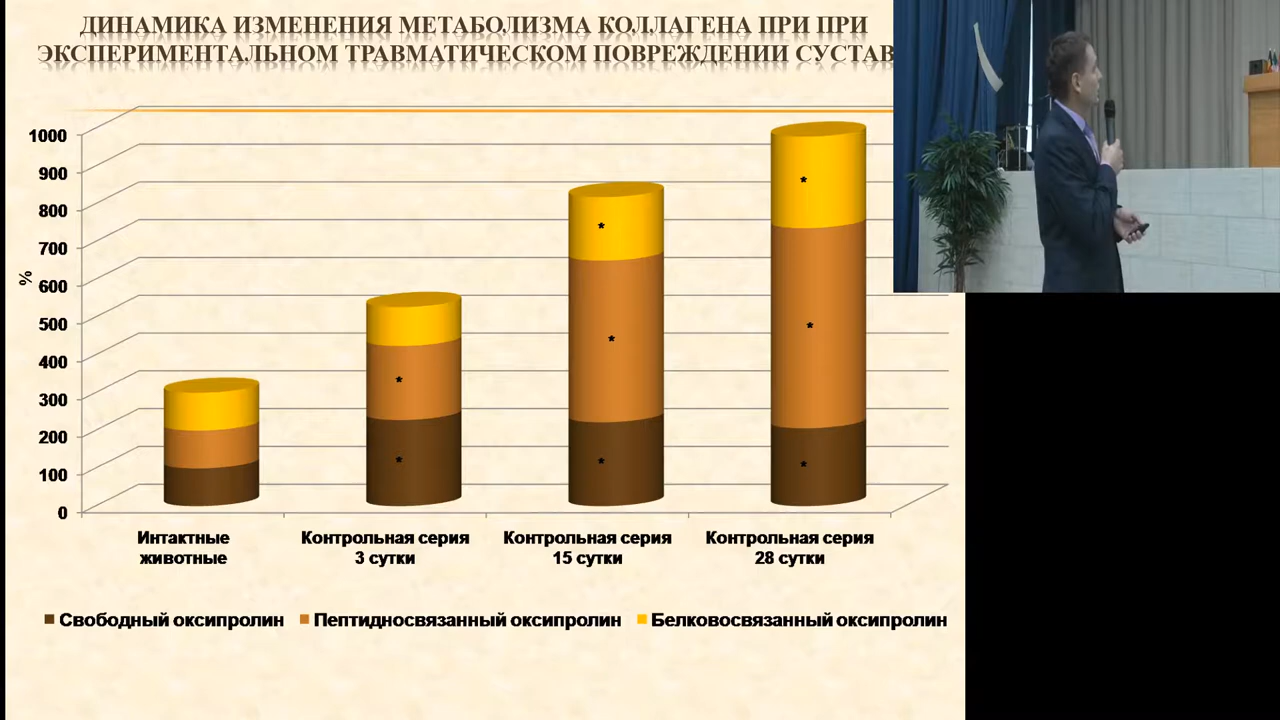 ДИНАМИКА ИЗМЕНЕНИЯ МЕТАБОЛИЗМА КОЛЛАГЕНА ПРИ ПРИ
ЭКСПЕРИМЕНТАЛЬНОМ ТРАВМАТИЧЕСКОМ ПОВРЕЖДЕНИИ СУСТАВ
1000
900
800
700
600
500
400
300
200
100
0
%
*
*
*
*
*
*
*
*
Интактные
животные
Контрольная серия
3 сутки
Контрольная серия
15 сутки
Контрольная серия
28 сутки
Свободный оксипролин
Пептидносвязанный оксипролин
Белковосвязанный оксипролин